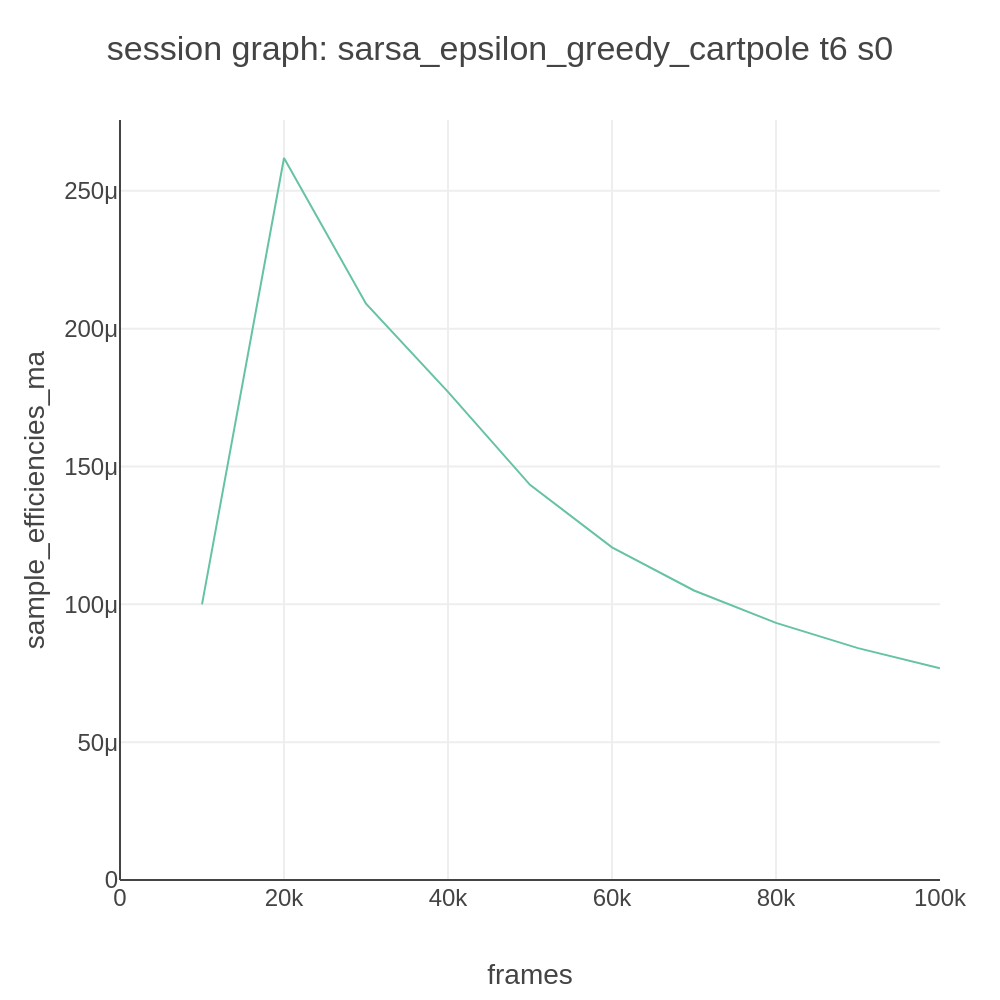 session graph: sarsa_epsilon_greedy_cartpole t6 s0
sample_efficiencies_ma
250μ
200μ
150μ
100μ
50μ
0
0
20k
40k
60k
80k
100k
frames